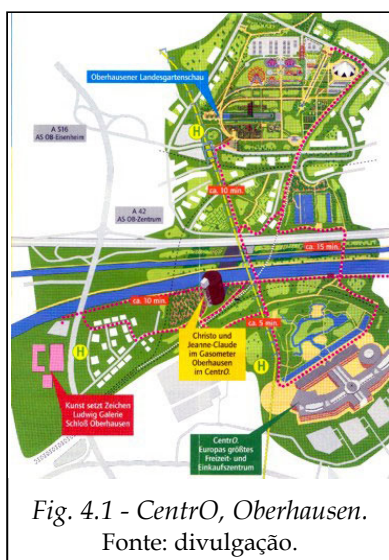 Oberhausener Landesgartenschau
H
A 516
AS OB-Eisenheim
ca. 10 min.
A 42
AS OB-Zentrum
ca. 15 min.
ca. 10 min.
ca. 5 min.
Christo und
Jeanne-Claude
im Gasometer
Oberhausen
im CentrO.
H
H
Kunst setzt Zeichen
Ludwig Galerie
Schloß Oberhausen
CentrO.
Europas größtes
Freizeit- und
Einkaufszentrum
Fig. 4.1 - CentrO, Oberhausen.
Fonte: divulgação.